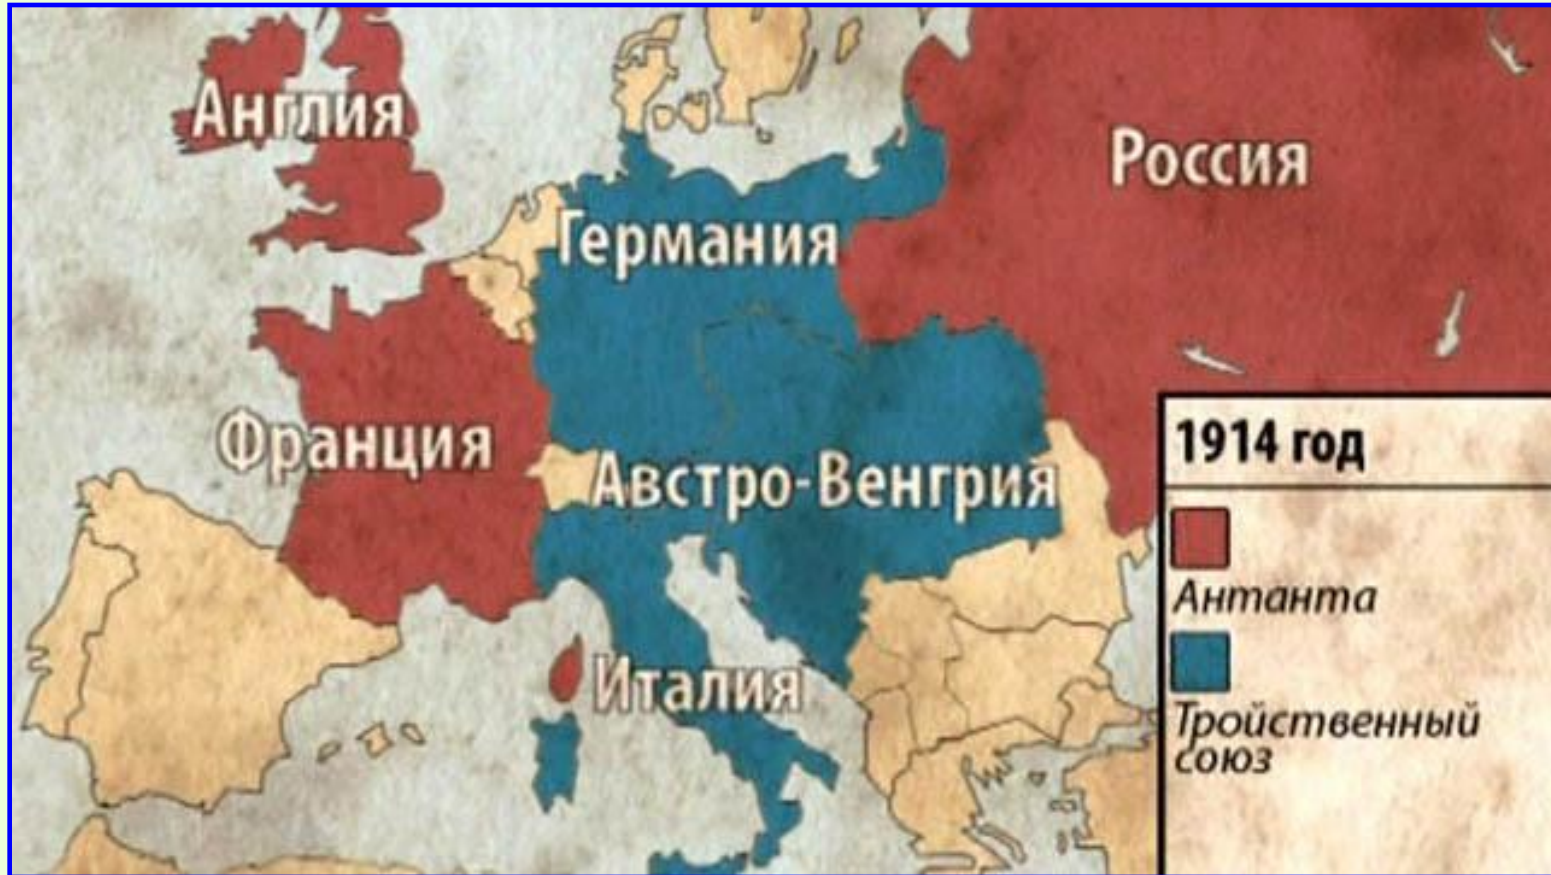 Англия
Россия
Германия
Франция
Австро-Венгрия
Италия
1914 год
Антанта
Тройственный
союз